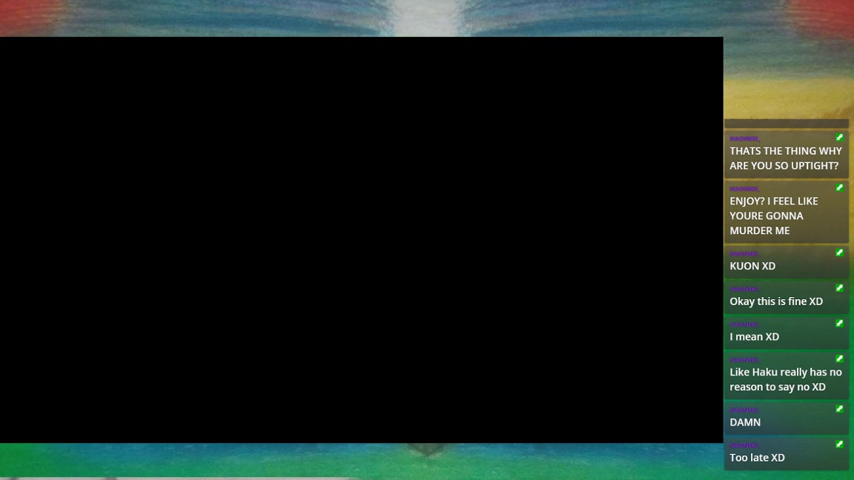 THATS THE THING WHY
ARE YOU SO UPTIGHT?
ENJOY? I FEEL LIKE
YOURE GONNA
MURDER ME
KUON XD
Okay this is fine XD
I mean XD
Like Haku really has no
reason to say no XD
DAMN
Too late XD